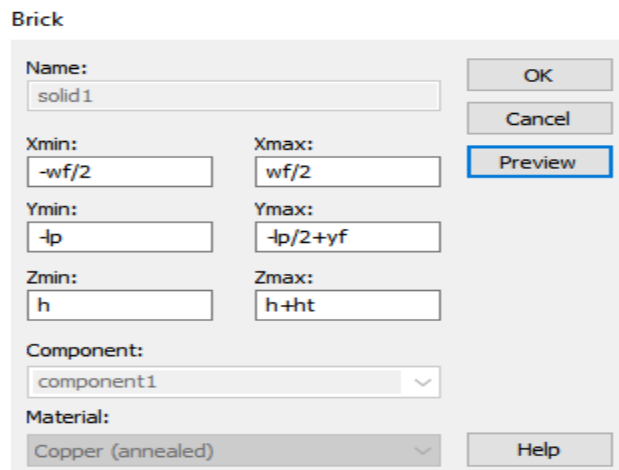 Brick
Name:
solid1
OK
Cancel
Xmin:
Xmax:
-wf/2
wf/2
Preview
Ymin:
Ymax:
-lp
-lp/2+yf
Zmin:
Zmax:
h
h+ht
Component:
component1
Material:
Copper (annealed)
Help